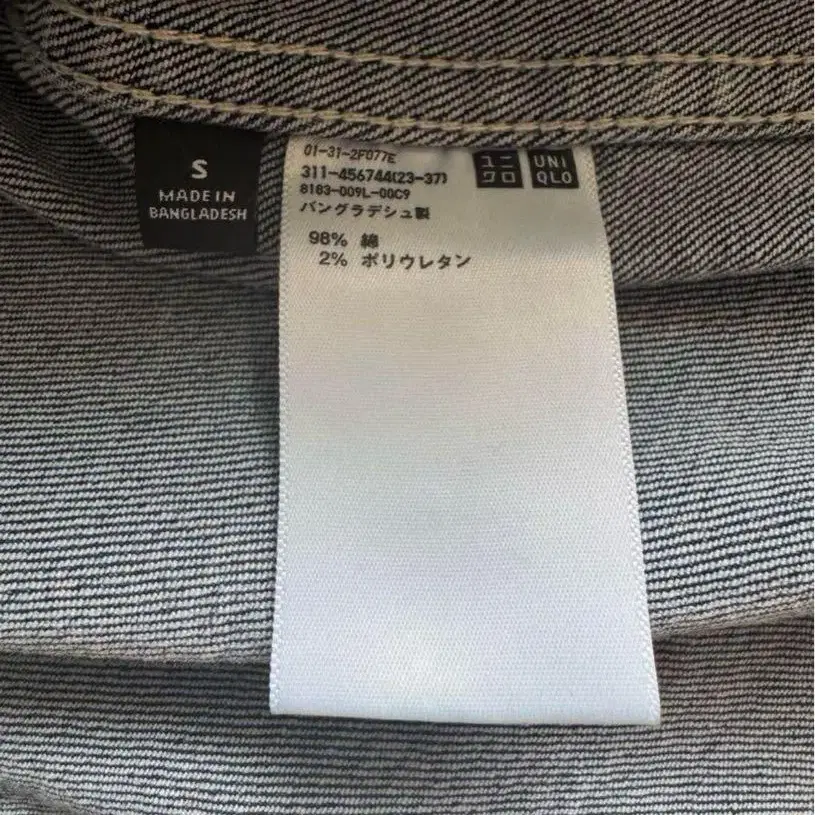 S
MADE IN
BANGLADESH
01-31-2F077E
311-456744(23-37)
8183-009L-00C9
バングラデシュ製
98% 綿
2% ポリウレタン
ユニ
クロ
UNI
QLO